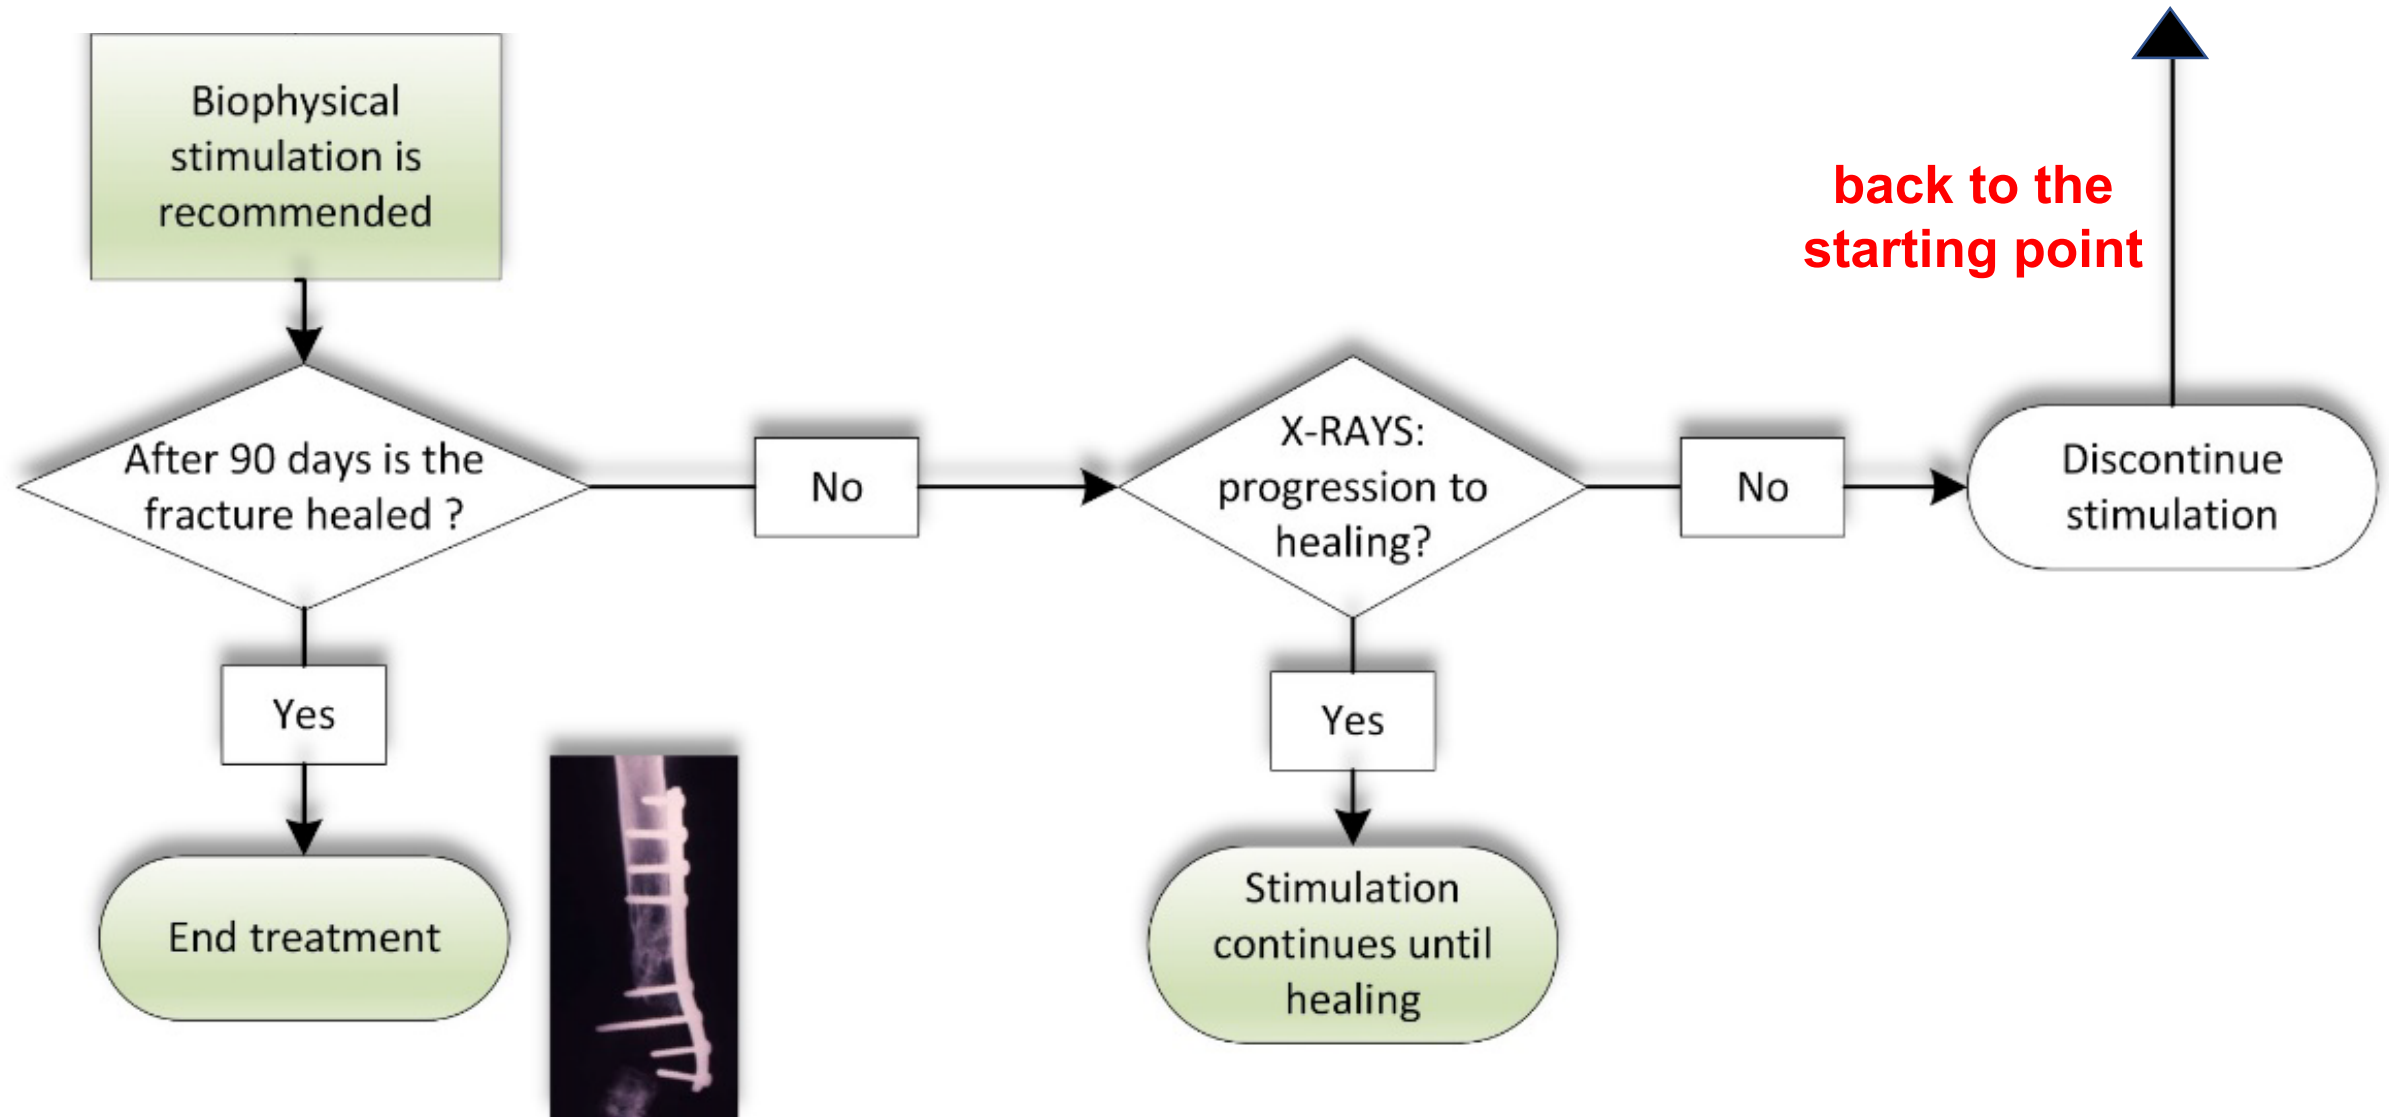 Biophysical
stimulation is
recommended
back to the
starting point
After 90 days is the
fracture healed ?
No
X-RAYS:
progression to
healing?
No
Discontinue
stimulation
Yes
Yes
End treatment
Stimulation
continues until
healing